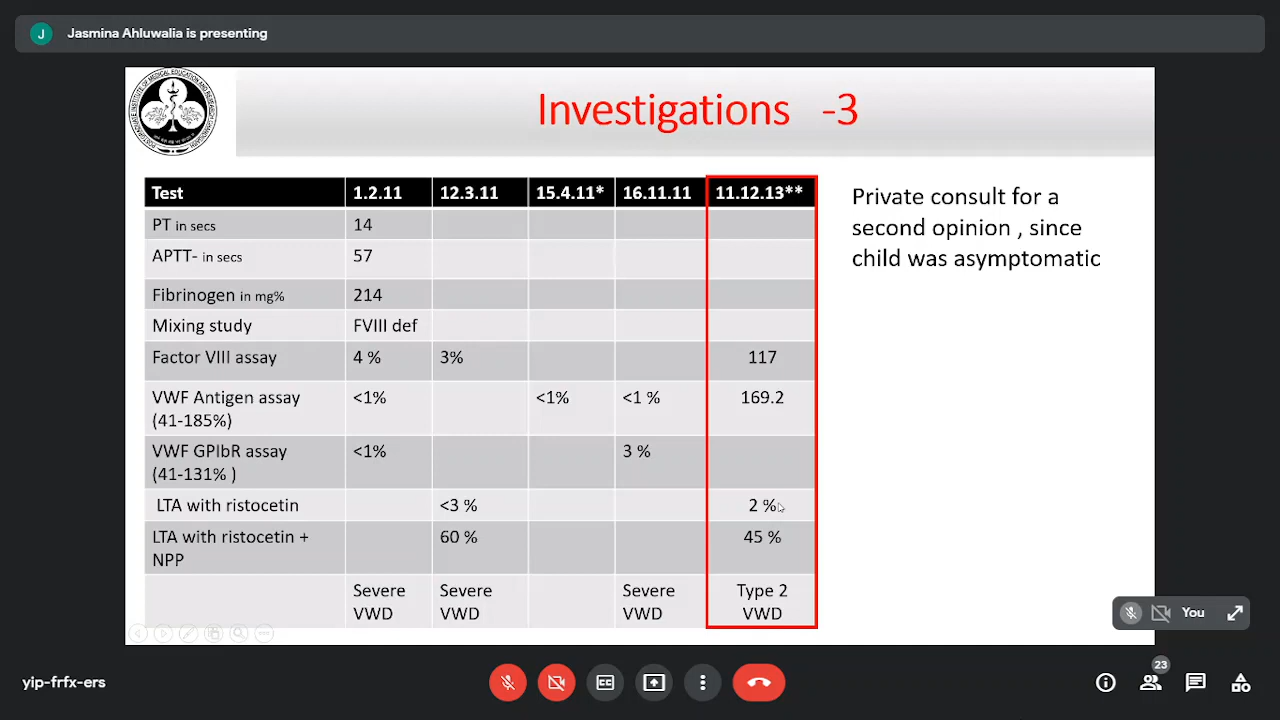 J Jasmina Ahluwalia is presenting
Investigations -3
Test 1.2.11 12.3.11 15.4.11* 16.11.11 11.12.13**
PT in secs 14
APTT- in secs 57
Fibrinogen in mg% 214
Mixing study FVIII def
Factor VIII assay 4 % 3% 117
VWF Antigen assay <1% <1% <1 % 169.2
(41-185%)
VWF GPIbR assay <1% 3 %
(41-131% )
LTA with ristocetin <3 % 2 %
LTA with ristocetin + 60 % 45 %
NPP
Severe Severe Severe Type 2
VWD VWD VWD VWD
Private consult for a
second opinion , since
child was asymptomatic
You
yip-frfx-ers
CC
23